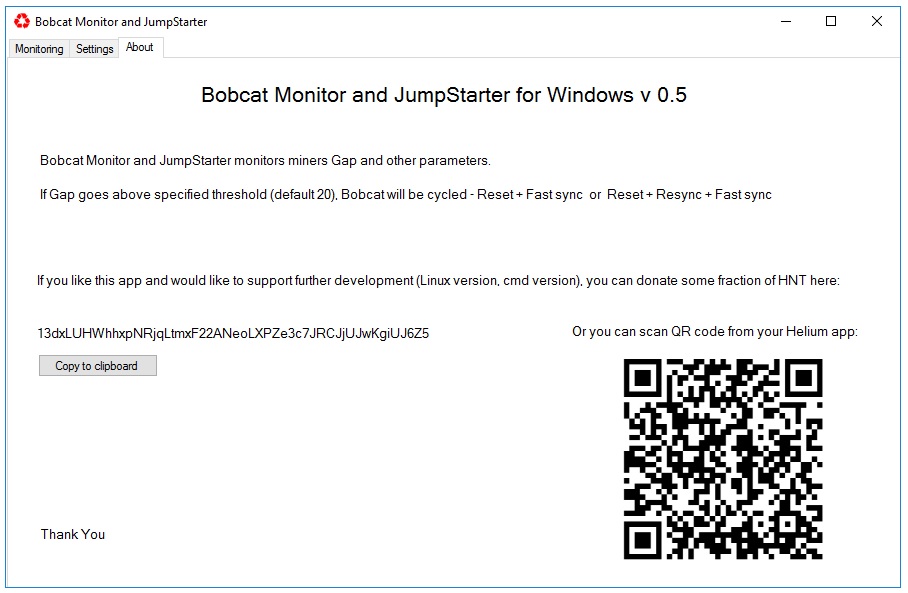 Bobcat Monitor and JumpStarter
Monitoring Settings About
Bobcat Monitor and JumpStarter for Windows v 0.5
Bobcat Monitor and JumpStarter monitors miners Gap and other parameters.
If Gap goes above specified threshold (default 20), Bobcat will be cycled - Reset + Fast sync or Reset + Resync + Fast sync
If you like this app and would like to support further development (Linux version, cmd version), you can donate some fraction of HNT here:
13dxLUHWhhxpNRjqLtmxF22ANeoLXPZe3c7JRCJjUJwKgiUJ6Z5
Or you can scan QR code from your Helium app:
Copy to clipboard
Thank You